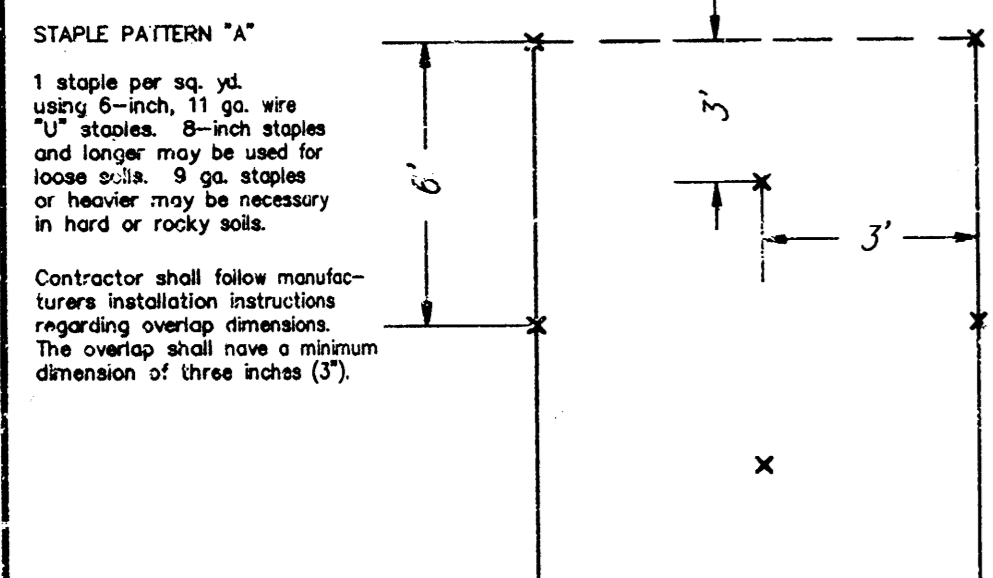 STAPLE PATTERN "A"
1 staple per sq. yd.
using 6-inch, 11 ga. wire
"U" staples. 8-inch staples
and longer may be used for
loose soils. 9 ga. staples
or heavier may be necessary
in hard or rocky soils.
Contractor shall follow manufac-
turers installation instructions
regarding overlap dimensions.
The overlap shall have a minimum
dimension of three inches (3").
6'
3'
3'